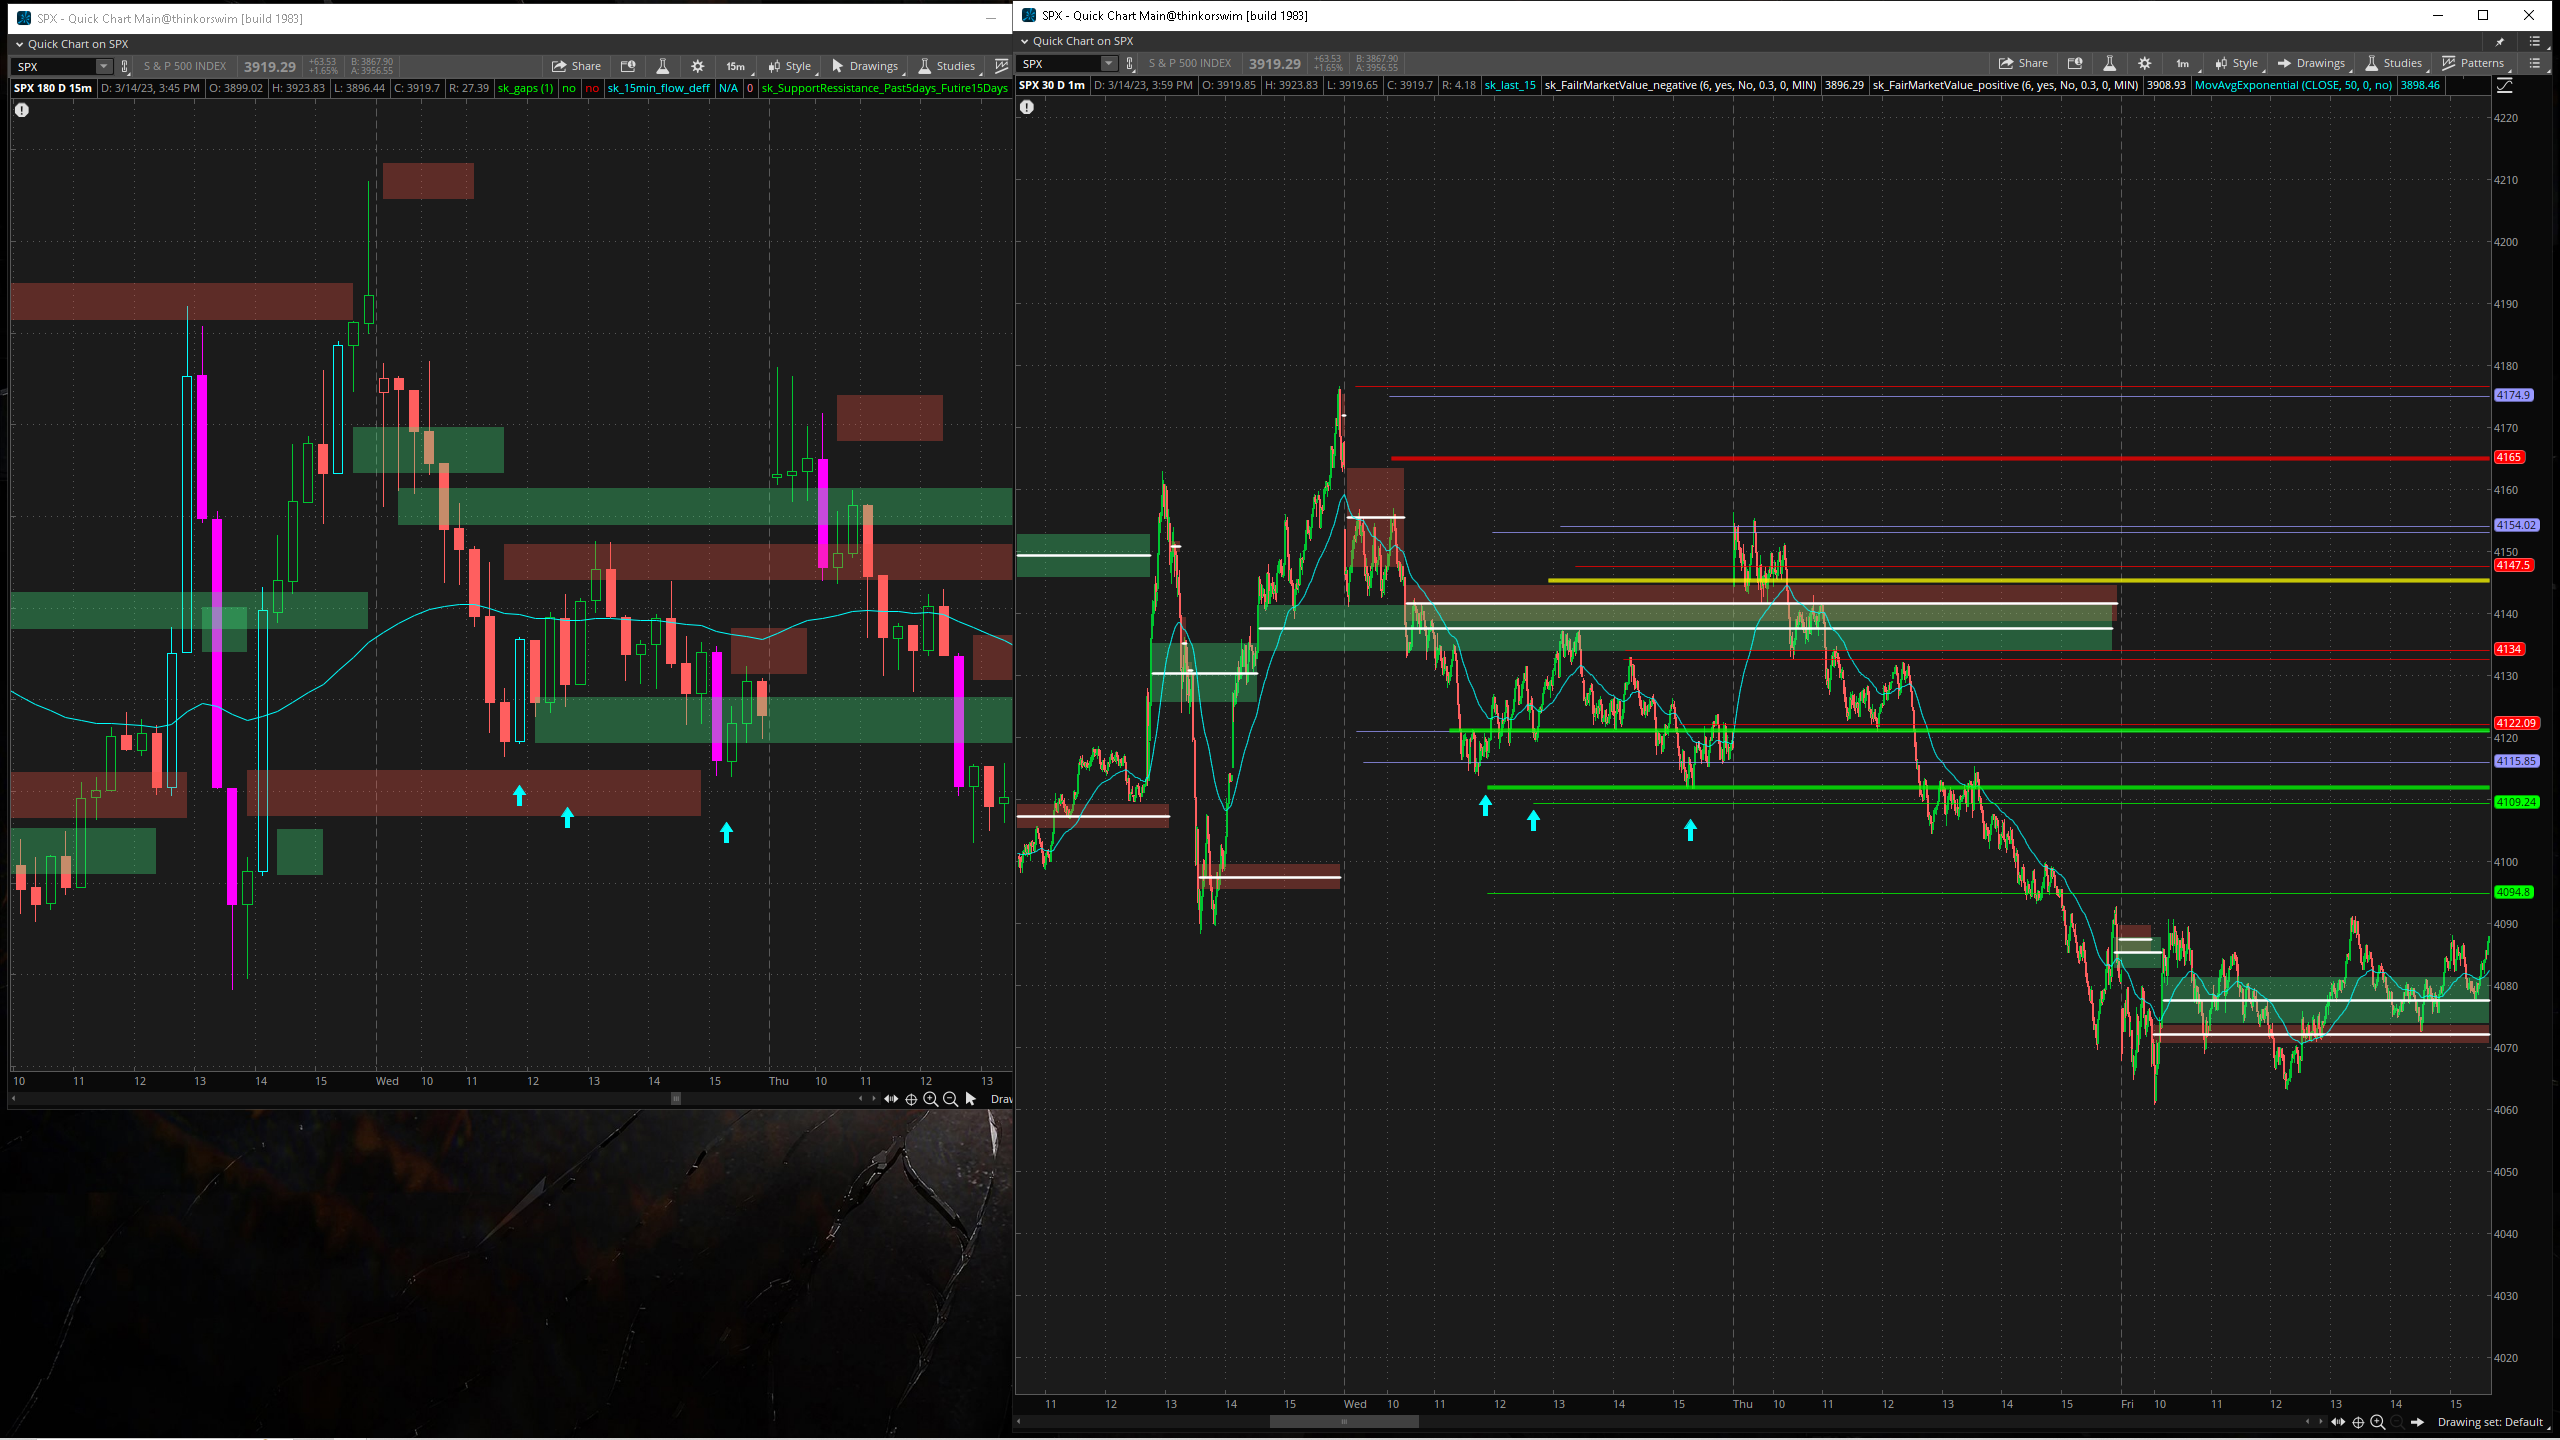 SPX - Quick Chart Main@thinkorswim [build 1983]
Quick Chart on SPX
SPX S & P 500 INDEX 3919.29 +63.53 +1.65% B: 3867.90 A: 3956.55 Share 15m Style Drawings Studies
SPX 180 D 15m D: 3/14/23, 3:45 PM O: 3899.02 H: 3923.83 L: 3896.44 C: 3919.7 R: 27.39 sk_gaps (1) no no sk_15min_flow_deff N/A 0 sk_SupportRessistance_Past5days_Futire15Days
10 11 12 13 14 15 Wed 10 11 12 13 14 15 Thu 10 11 12 13
Drav
SPX - Quick Chart Main@thinkorswim [build 1983]
Quick Chart on SPX
SPX S & P 500 INDEX 3919.29 +63.53 +1.65% B: 3867.90 A: 3956.55 Share 1m Style Drawings Studies Patterns
SPX 30 D 1m D: 3/14/23, 3:59 PM O: 3919.85 H: 3923.83 L: 3919.65 C: 3919.7 R: 4.18 sk_last_15 sk_FailrMarketValue_negative (6, yes, No, 0.3, 0, MIN) 3896.29 sk_FairMarketValue_positive (6, yes, No, 0.3, 0, MIN) 3908.93 MovAvgExponential (CLOSE, 50, 0, no) 3898.46
4220
4210
4200
4190
4180
4174.9
4170
4165
4160
4154.02
4150
4147.5
4140
4134
4130
4122.09
4120
4115.85
4109.24
4100
4094.8
4090
4080
4070
4060
4050
4040
4030
4020
11 12 13 14 15 Wed 10 11 12 13 14 15 Thu 10 11 12 13 14 15 Fri 10 11 12 13 14 15
Drawing set: Default